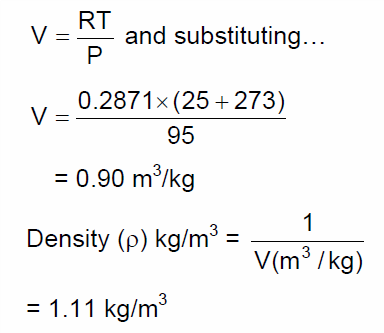 V = RT/P and substituting…
V = 0.2871×(25 + 273)/95
= 0.90 m³/kg
Density (ρ) kg/m³ = 1/V(m³ / kg)
= 1.11 kg/m³